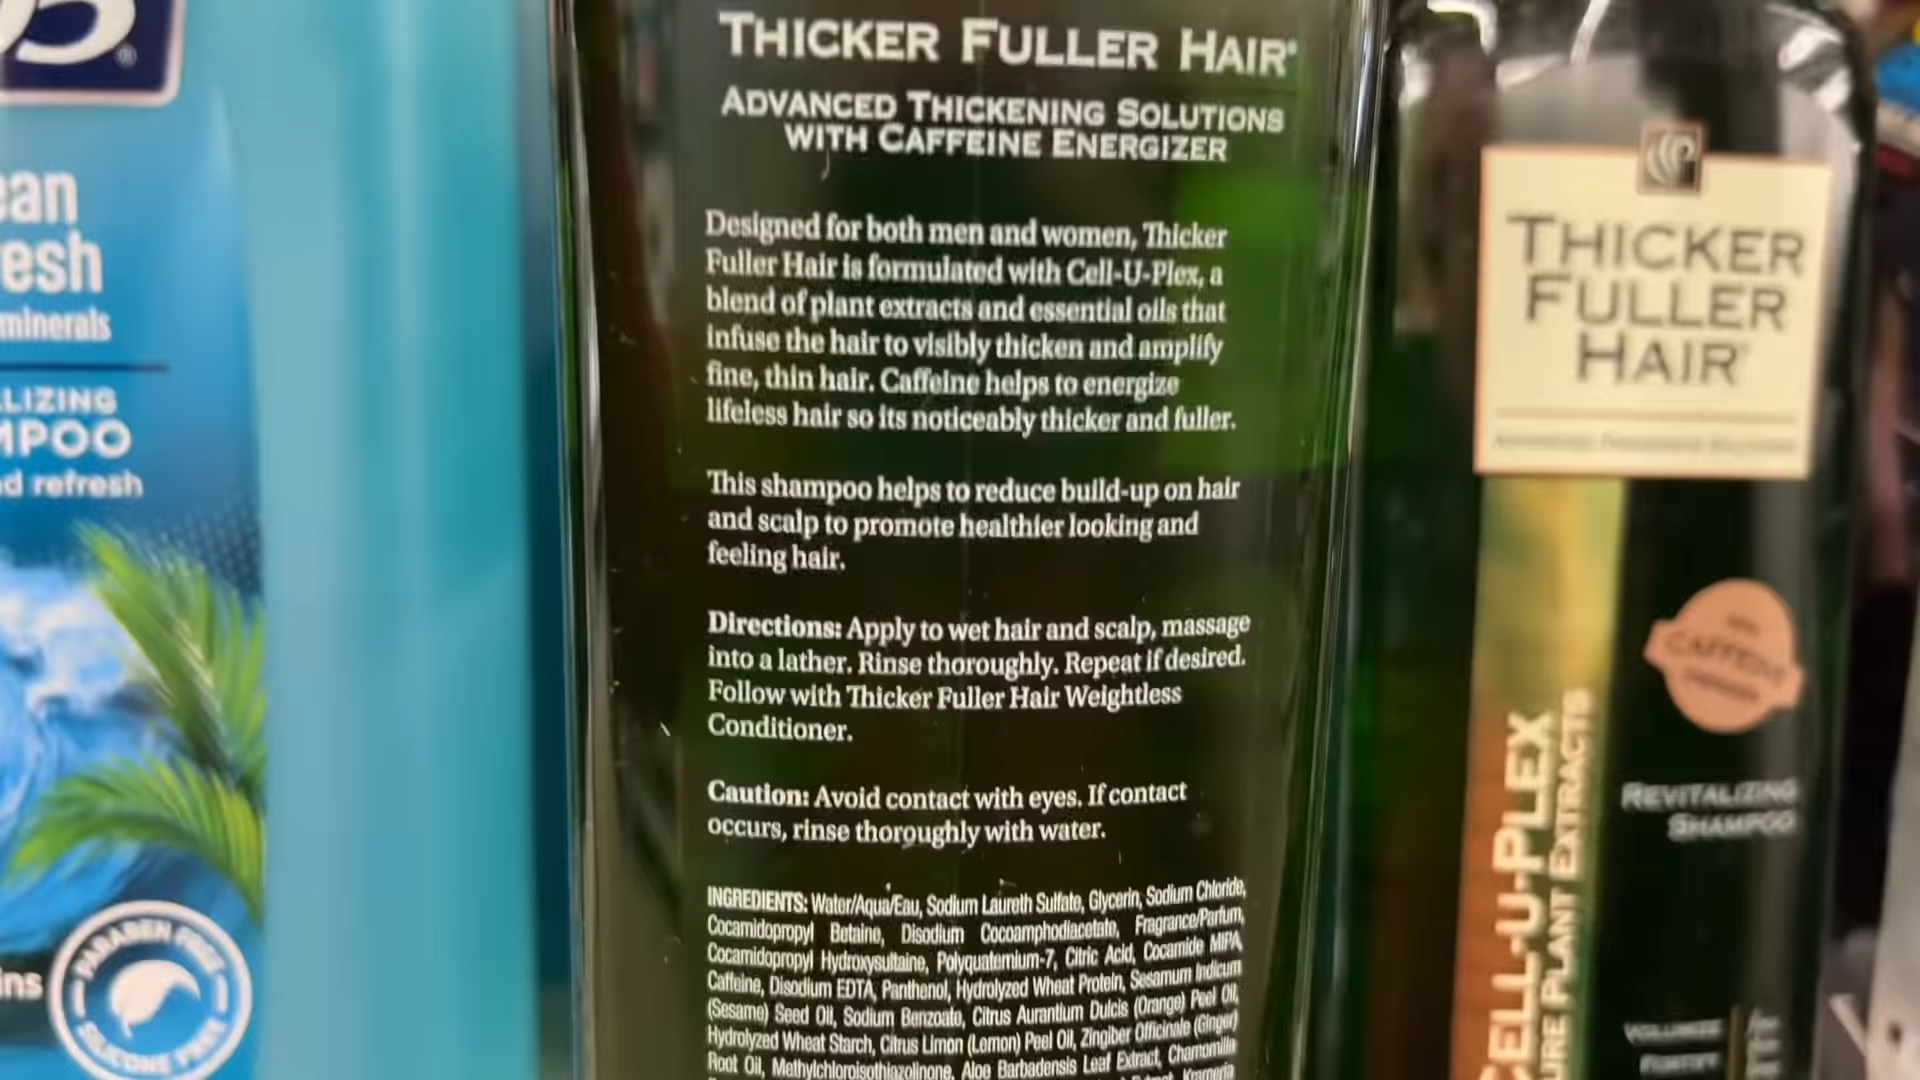 5®
ean
esh
minerals
LIZING
MPOO
d refresh
ins
PARABEN FREE
SILICONE FREE
THICKER FULLER HAIR®
ADVANCED THICKENING SOLUTIONS
WITH CAFFEINE ENERGIZER
Designed for both men and women, Thicker
Fuller Hair is formulated with Cell-U-Plex, a
blend of plant extracts and essential oils that
infuse the hair to visibly thicken and amplify
fine, thin hair. Caffeine helps to energize
lifeless hair so its noticeably thicker and fuller.
This shampoo helps to reduce build-up on hair
and scalp to promote healthier looking and
feeling hair.
Directions: Apply to wet hair and scalp, massage
into a lather. Rinse thoroughly. Repeat if desired.
Follow with Thicker Fuller Hair Weightless
Conditioner.
Caution: Avoid contact with eyes. If contact
occurs, rinse thoroughly with water.
INGREDIENTS: Water/Aqua/Eau, Sodium Laureth Sulfate, Glycerin, Sodium Chloride,
Cocamidopropyl Betaine, Disodium Cocoamphodiacetate, Fragrance/Parfum,
Cocamidopropyl Hydroxysultaine, Polyquaternium-7, Citric Acid, Cocamide MIPA,
Caffeine, Disodium EDTA, Panthenol, Hydrolyzed Wheat Protein, Sesamum Indicum
(Sesame) Seed Oil, Sodium Benzoate, Citrus Aurantium Dulcis (Orange) Peel Oil,
Hydrolyzed Wheat Starch, Citrus Limon (Lemon) Peel Oil, Zingiber Officinale (Ginger)
Root Oil, Methylchloroisothiazolinone, Aloe Barbadensis Leaf Extract, Chamomilla
Extract, Krameria
THICKER
FULLER
HAIR
CAFFEINE
REVITALIZING
SHAMPOO
CELL-U-PLEX
URE PLANT EXTRACTS
VOLUMIZE
FORTIFY